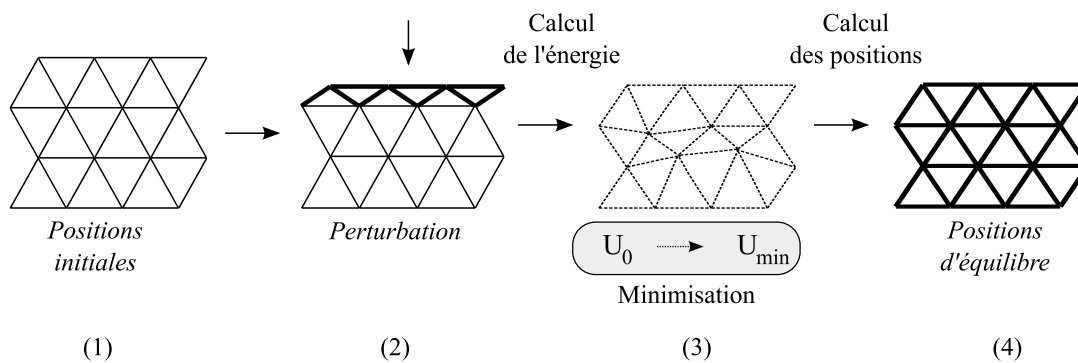 Calcul
de l'énergie
Calcul
des positions
Positions
initiales
Perturbation
U0
Umin
Minimisation
Positions
d'équilibre
(1)
(2)
(3)
(4)